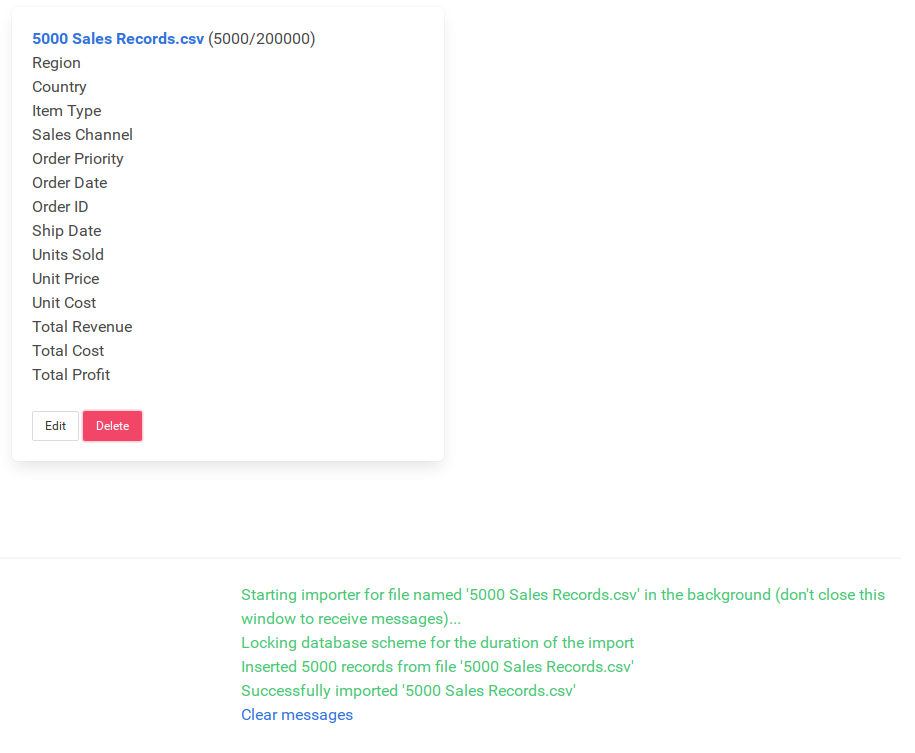 5000 Sales Records.csv (5000/200000)
Region
Country
Item Type
Sales Channel
Order Priority
Order Date
Order ID
Ship Date
Units Sold
Unit Price
Unit Cost
Total Revenue
Total Cost
Total Profit
Edit Delete
Starting importer for file named '5000 Sales Records.csv' in the background (don't close this
window to receive messages)...
Locking database scheme for the duration of the import
Inserted 5000 records from file '5000 Sales Records.csv'
Successfully imported '5000 Sales Records.csv'
Clear messages